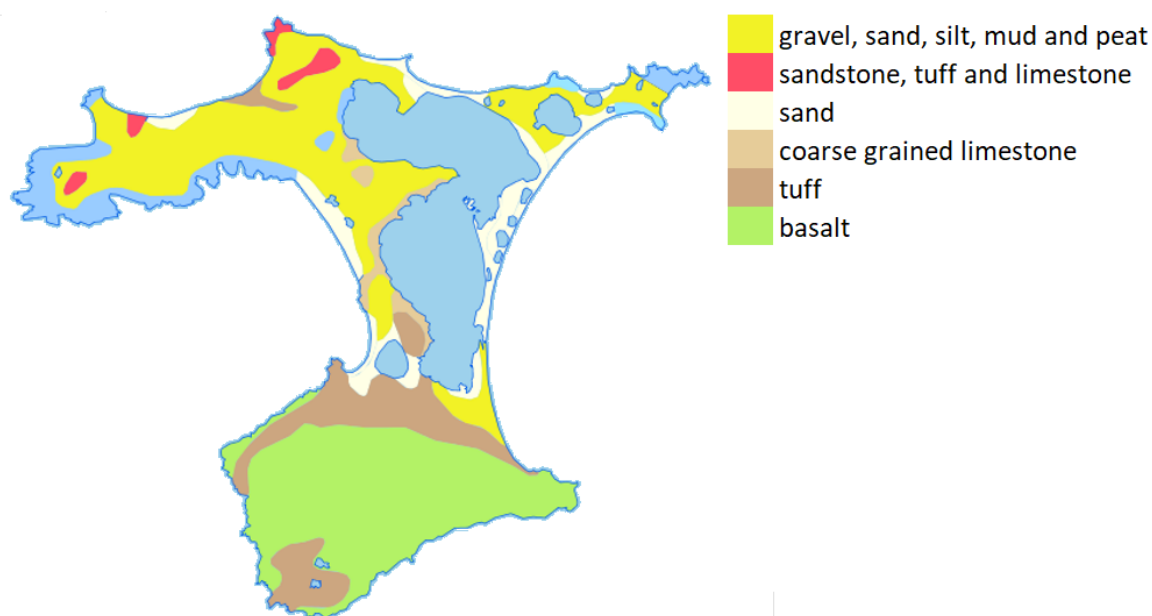 gravel, sand, silt, mud and peat
sandstone, tuff and limestone
sand
coarse grained limestone
tuff
basalt